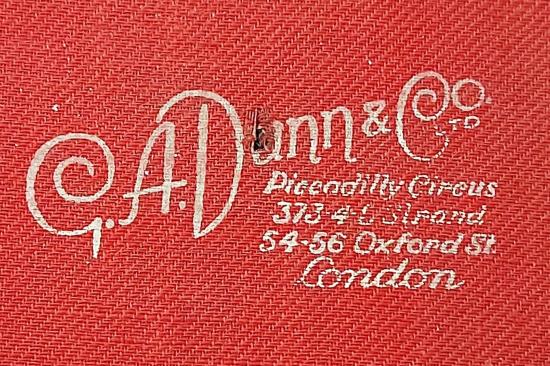 G.A. Dunn & Co. LTD
Piccadilly Circus
373-4-5 Strand
54-56 Oxford St.
London